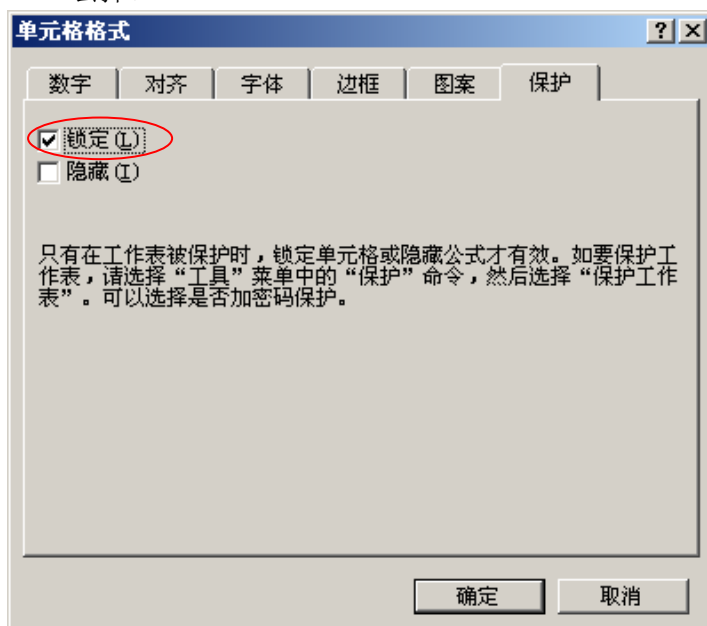 单元格格式
数字 对齐 字体 边框 图案 保护
锁定(L)
隐藏(I)
只有在工作表被保护时，锁定单元格或隐藏公式才有效。如要保护工
作表，请选择“工具”菜单中的“保护”命令，然后选择“保护工作
表”。可以选择是否加密码保护。
确定 取消